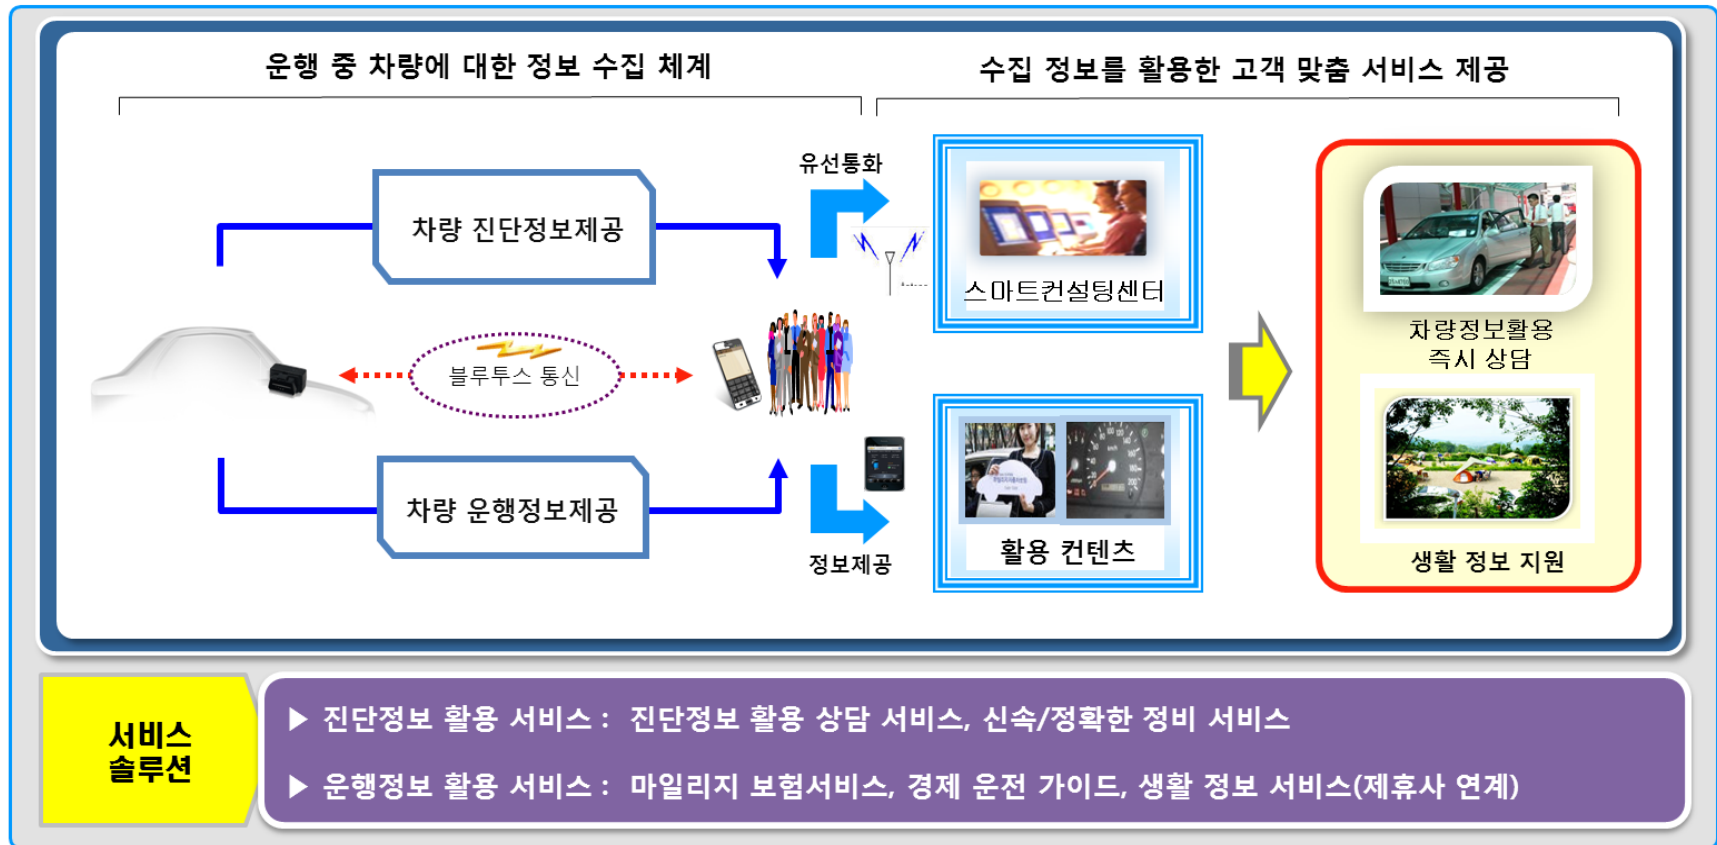 운행 중 차량에 대한 정보 수집 체계
수집 정보를 활용한 고객 맞춤 서비스 제공
유선통화
차량 진단정보제공
스마트컨설팅센터
차량정보활용
즉시 상담
블루투스 통신
차량 운행정보제공
정보제공
활용 컨텐츠
생활 정보 지원
서비스
솔루션
▶ 진단정보 활용 서비스 : 진단정보 활용 상담 서비스, 신속/정확한 정비 서비스
▶ 운행정보 활용 서비스 : 마일리지 보험서비스, 경제 운전 가이드, 생활 정보 서비스(제휴사 연계)